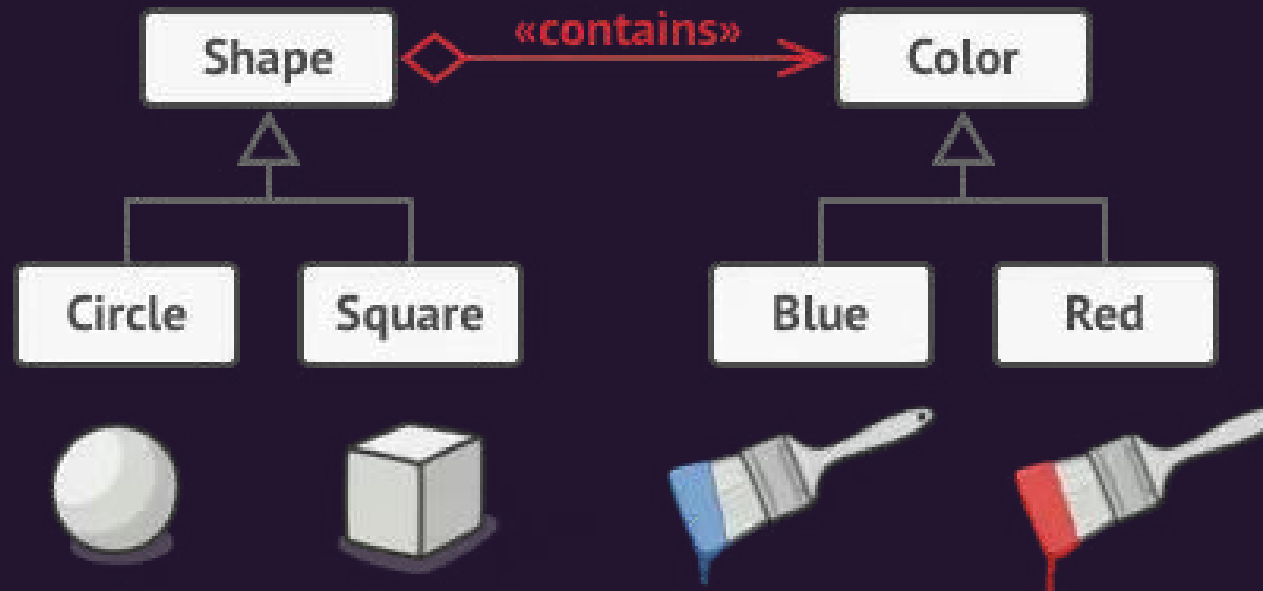 «contains»
Shape
Color
Circle
Square
Blue
Red